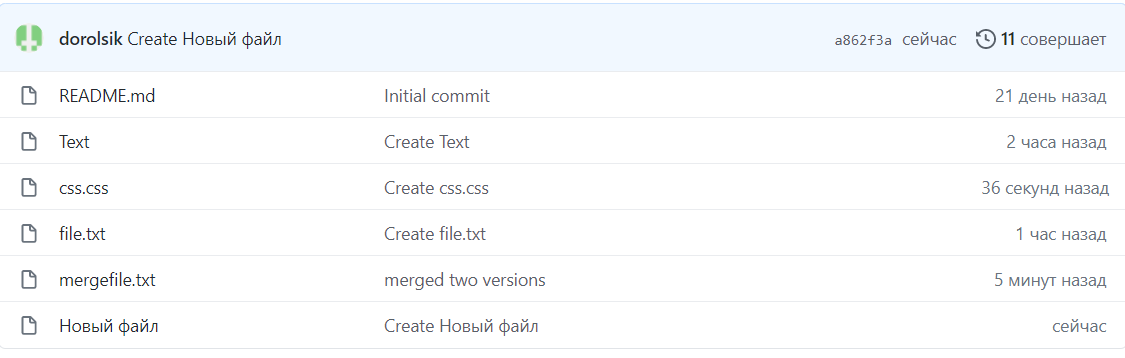 dorolsik Create Новый файл a862f3a сейчас 11 совершает
README.md Initial commit 21 день назад
Text Create Text 2 часа назад
css.css Create css.css 36 секунд назад
file.txt Create file.txt 1 час назад
mergefile.txt merged two versions 5 минут назад
Новый файл Create Новый файл сейчас